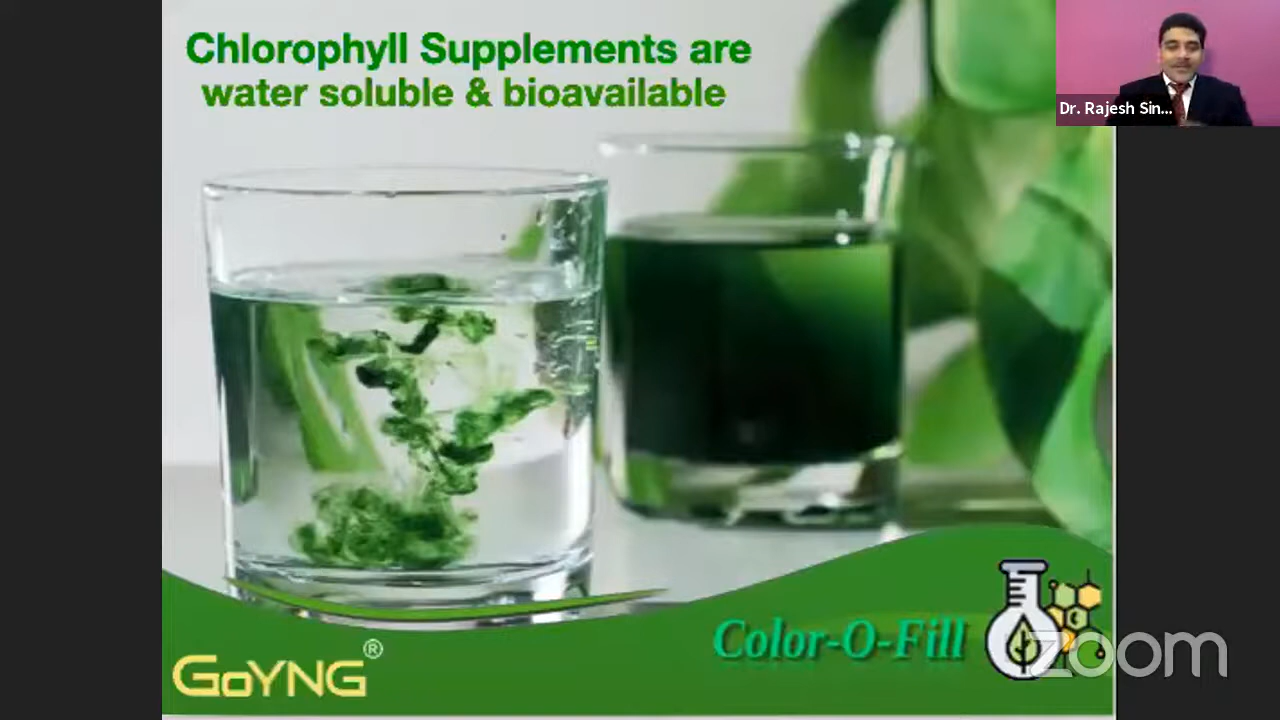 Chlorophyll Supplements are
water soluble & bioavailable
Dr. Rajesh Sin...
Color-O-Fill
GoYNG®
zoom